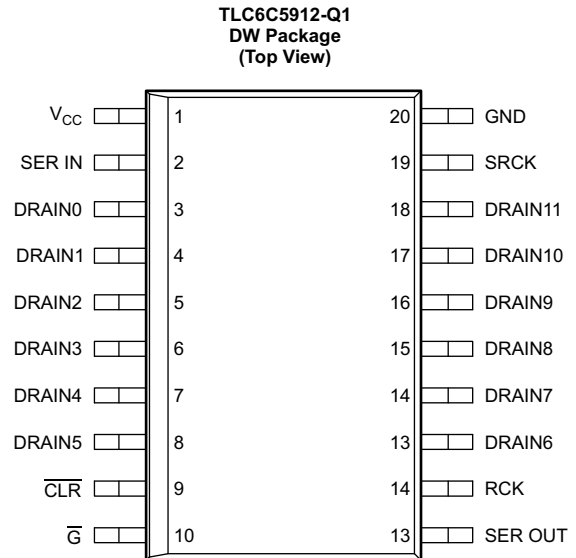 TLC6C5912-Q1
DW Package
(Top View)
VCC 1 20 GND
SER IN 2 19 SRCK
DRAIN0 3 18 DRAIN11
DRAIN1 4 17 DRAIN10
DRAIN2 5 16 DRAIN9
DRAIN3 6 15 DRAIN8
DRAIN4 7 14 DRAIN7
DRAIN5 8 13 DRAIN6
C̅L̅R̅ 9 14 RCK
G̅ 10 13 SER OUT